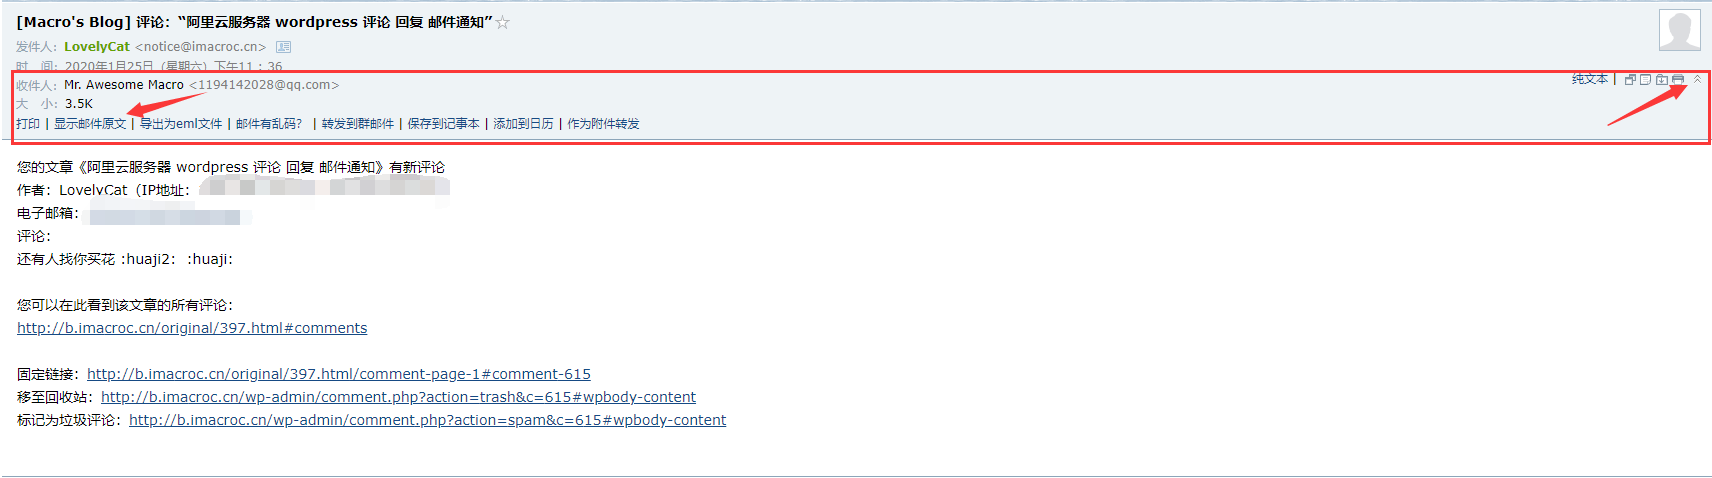 [Macro's Blog] 评论：“阿里云服务器 wordpress 评论 回复 邮件通知”
发件人：LovelyCat <notice@imacroc.cn>
时　间：2020年1月25日（星期六）下午11：36
收件人：Mr. Awesome Macro <1194142028@qq.com>
纯文本 |
大　小：3.5K
打印 | 显示邮件原文 | 导出为eml文件 | 邮件有乱码？ | 转发到群邮件 | 保存到记事本 | 添加到日历 | 作为附件转发
您的文章《阿里云服务器 wordpress 评论 回复 邮件通知》有新评论
作者：LovelyCat（IP地址：
电子邮箱：
评论：
还有人找你买花 :huaji2: :huaji:
您可以在此看到该文章的所有评论：
http://b.imacroc.cn/original/397.html#comments
固定链接：http://b.imacroc.cn/original/397.html/comment-page-1#comment-615
移至回收站：http://b.imacroc.cn/wp-admin/comment.php?action=trash&c=615#wpbody-content
标记为垃圾评论：http://b.imacroc.cn/wp-admin/comment.php?action=spam&c=615#wpbody-content